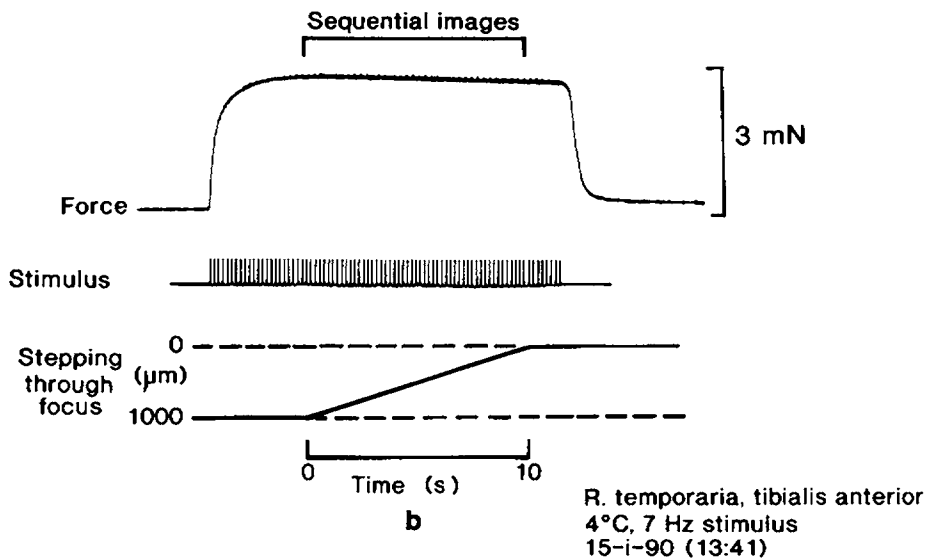 Sequential images
3 mN
Force
Stimulus
0
Stepping
through
focus
(µm)
1000
0
10
Time (s)
b
R. temporaria, tibialis anterior
4°C, 7 Hz stimulus
15-i-90 (13:41)